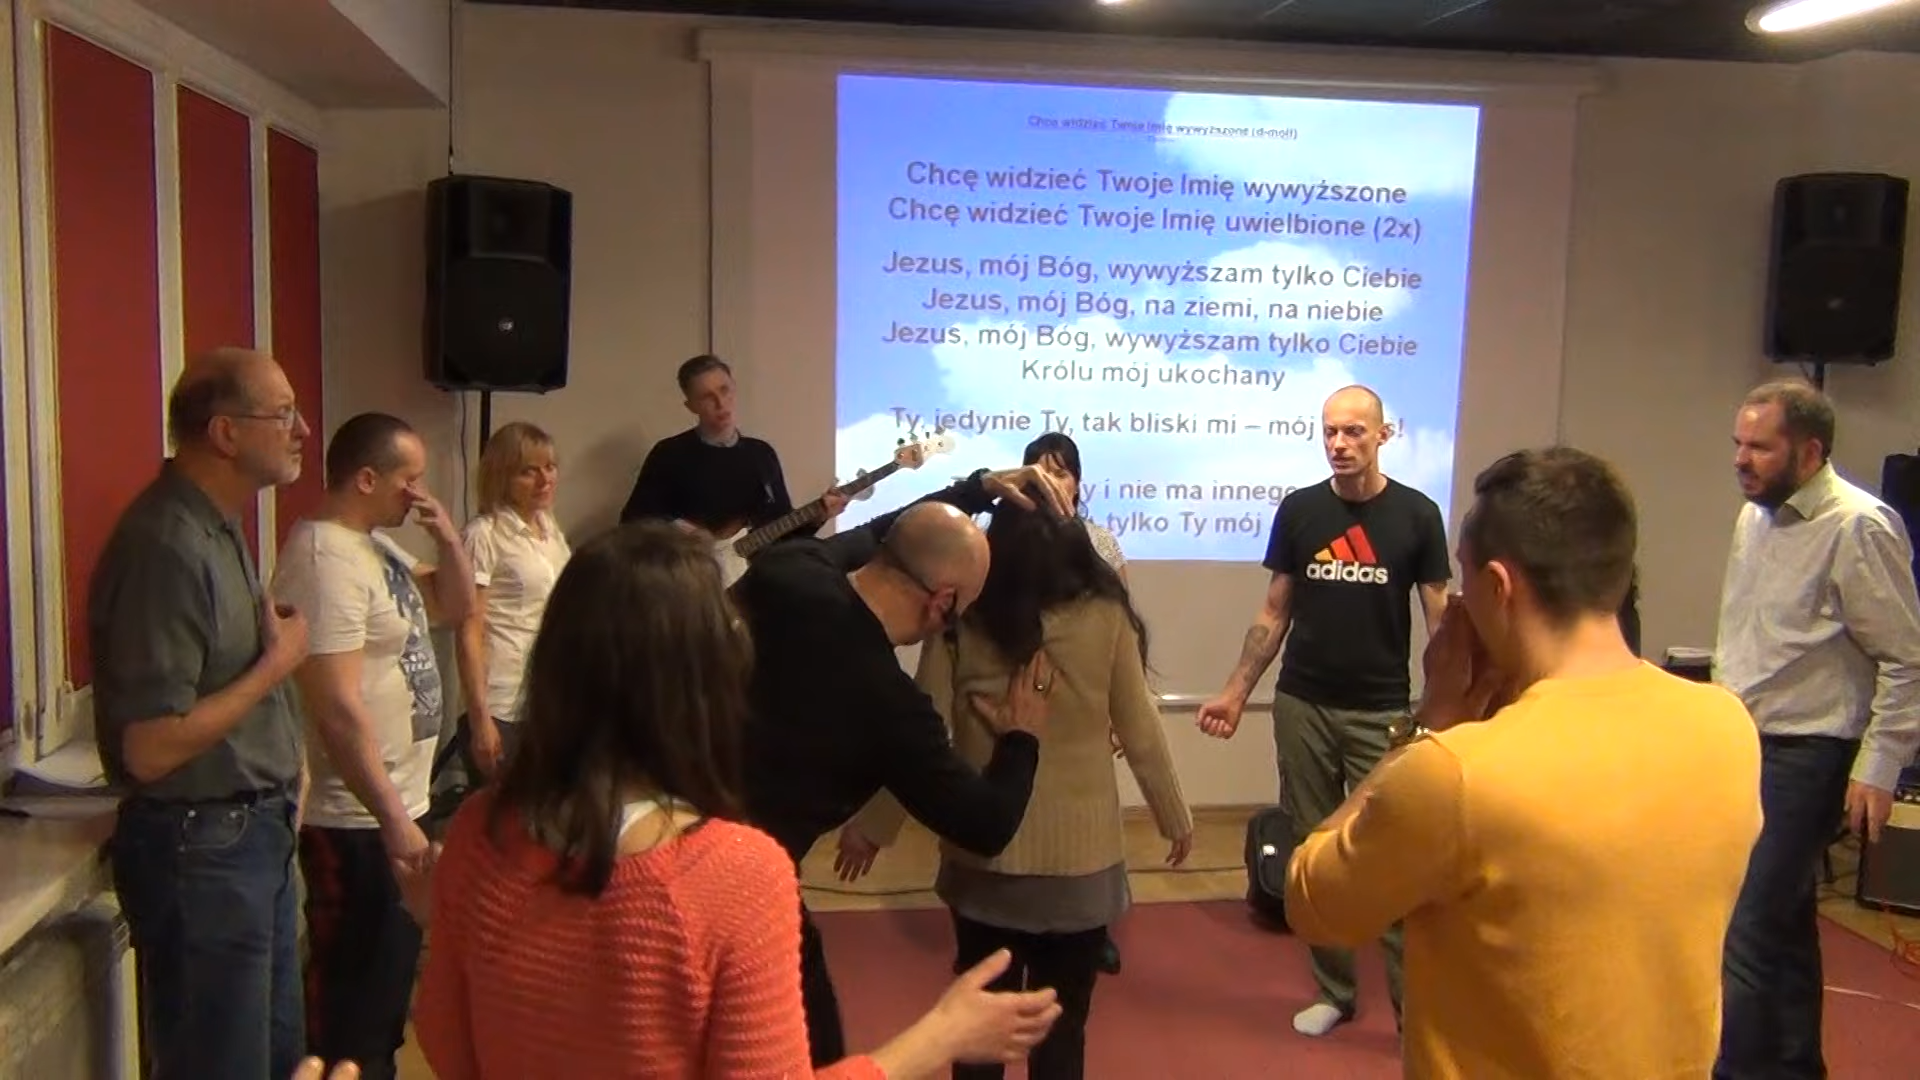 Chcę widzieć Twoje Imię wywyższone (d-moll)
Chcę widzieć Twoje Imię wywyższone
Chcę widzieć Twoje Imię uwielbione (2x)
Jezus, mój Bóg, wywyższam tylko Ciebie
Jezus, mój Bóg, na ziemi, na niebie
Jezus, mój Bóg, wywyższam tylko Ciebie
Królu mój ukochany
Ty, jedynie Ty, tak bliski mi – mój
i nie ma innego
tylko Ty mój
adidas